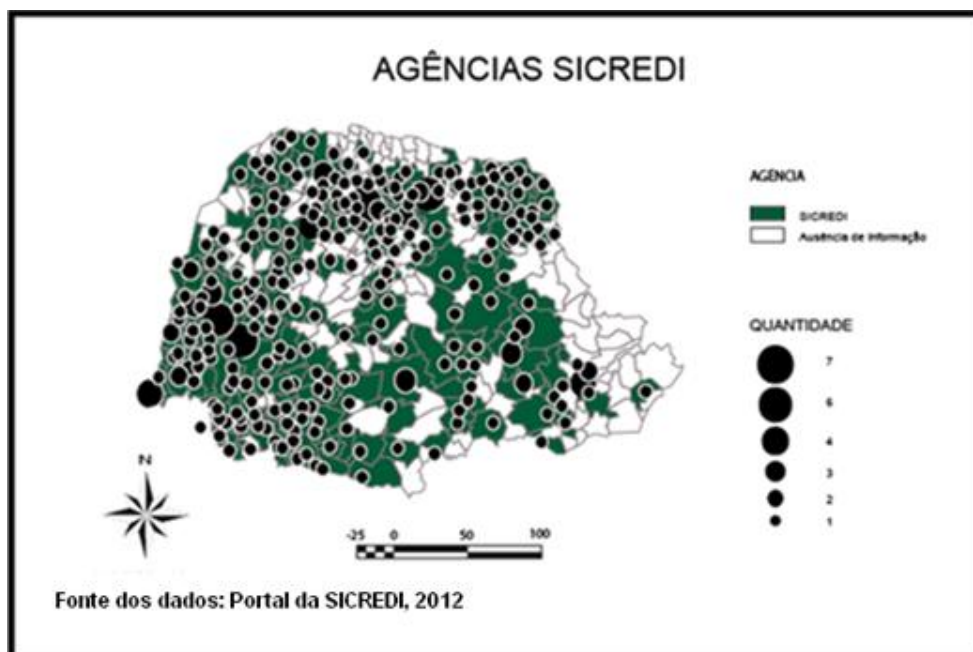 AGÊNCIAS SICREDI
AGÊNCIA
SICREDI
Ausência de Informação
QUANTIDADE
7
6
4
3
2
1
N
-25 0 50 100
Fonte dos dados: Portal da SICREDI, 2012